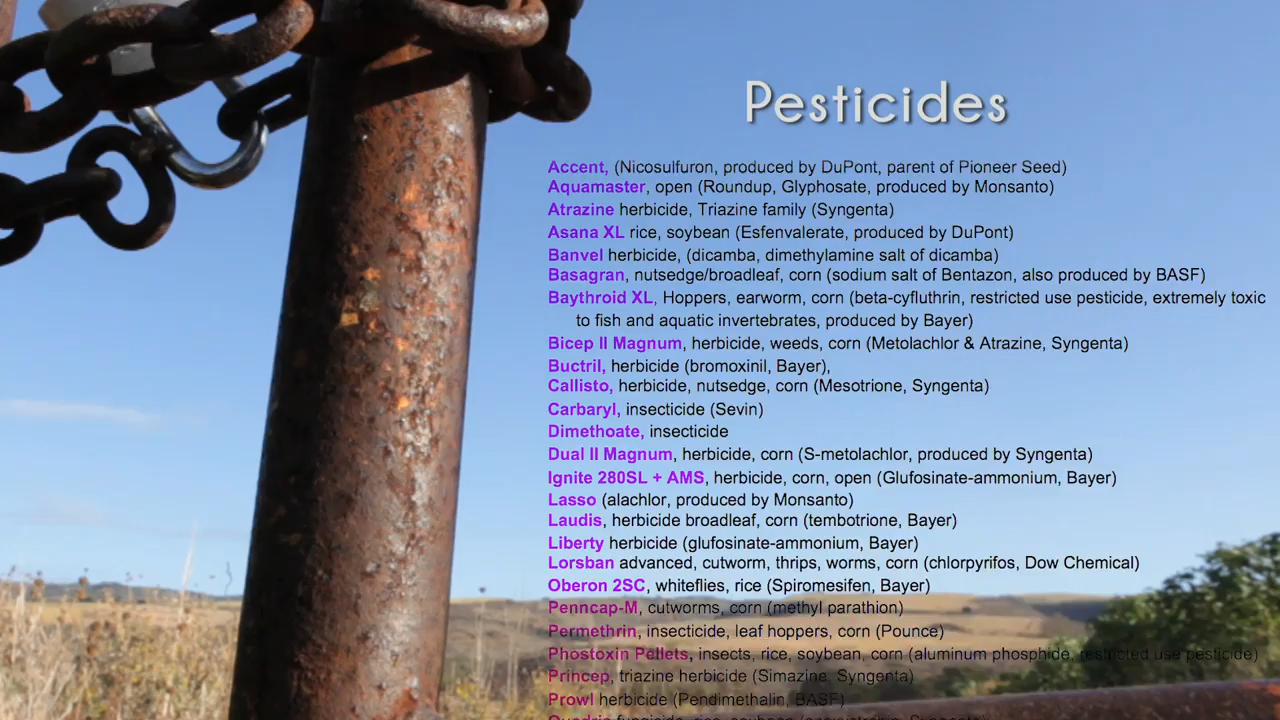 Pesticides
Accent, (Nicosulfuron, produced by DuPont, parent of Pioneer Seed)
Aquamaster, open (Roundup, Glyphosate, produced by Monsanto)
Atrazine herbicide, Triazine family (Syngenta)
Asana XL rice, soybean (Esfenvalerate, produced by DuPont)
Banvel herbicide, (dicamba, dimethylamine salt of dicamba)
Basagran, nutsedge/broadleaf, corn (sodium salt of Bentazon, also produced by BASF)
Baythroid XL, Hoppers, earworm, corn (beta-cyfluthrin, restricted use pesticide, extremely toxic
to fish and aquatic invertebrates, produced by Bayer)
Bicep II Magnum, herbicide, weeds, corn (Metolachlor & Atrazine, Syngenta)
Buctril, herbicide (bromoxinil, Bayer),
Callisto, herbicide, nutsedge, corn (Mesotrione, Syngenta)
Carbaryl, insecticide (Sevin)
Dimethoate, insecticide
Dual II Magnum, herbicide, corn (S-metolachlor, produced by Syngenta)
Ignite 280SL + AMS, herbicide, corn, open (Glufosinate-ammonium, Bayer)
Lasso (alachlor, produced by Monsanto)
Laudis, herbicide broadleaf, corn (tembotrione, Bayer)
Liberty herbicide (glufosinate-ammonium, Bayer)
Lorsban advanced, cutworm, thrips, worms, corn (chlorpyrifos, Dow Chemical)
Oberon 2SC, whiteflies, rice (Spiromesifen, Bayer)
Penncap-M, cutworms, corn (methyl parathion)
Permethrin, insecticide, leaf hoppers, corn (Pounce)
Phostoxin Pellets, insects, rice, soybean, corn (aluminum phosphide, restricted use pesticide)
Princep, triazine herbicide (Simazine, Syngenta)
Prowl herbicide (Pendimethalin, BASF)